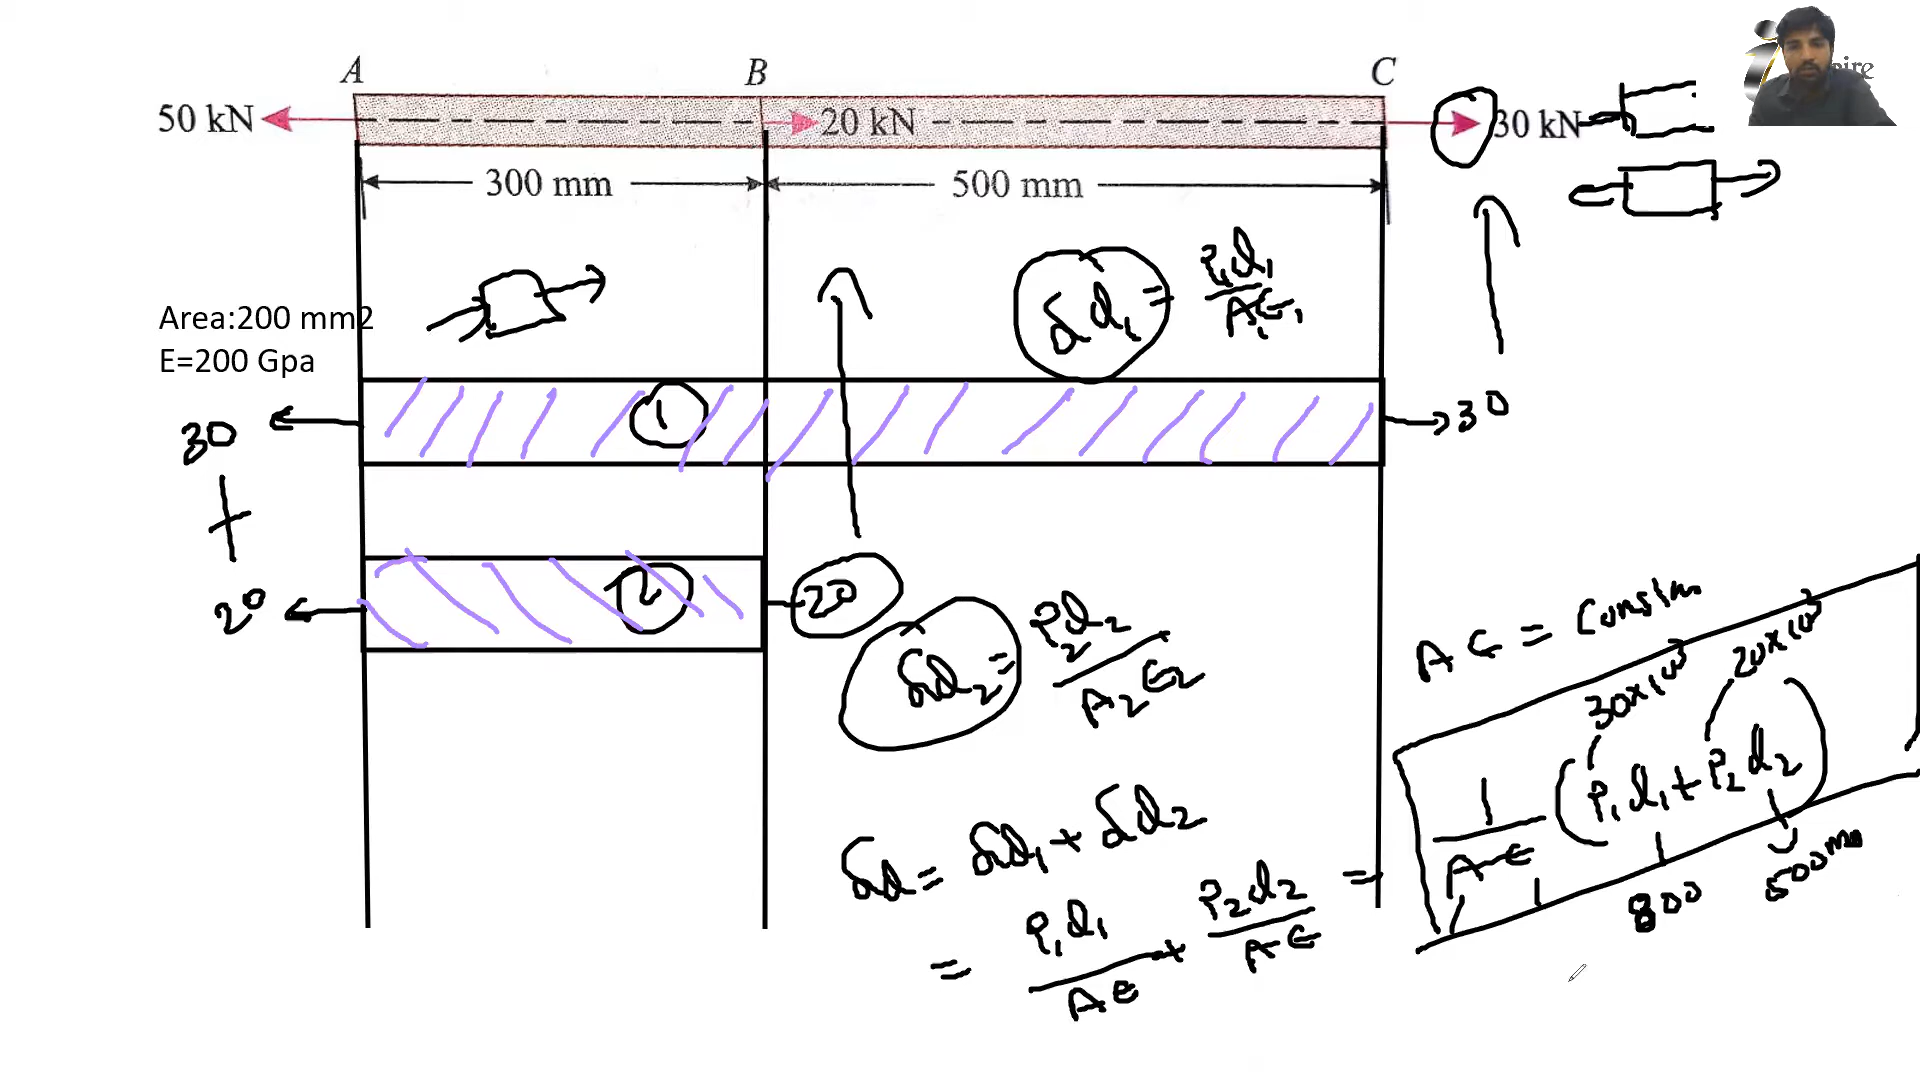 A B C
50 kN 20 kN 30 kN
300 mm 500 mm
δl₁ = P₁l₁/A₁E₁
Area:200 mm2
E=200 Gpa
30 1 30
+
20 2 20
δl₂ = P₂l₂/A₂E₂
AE =
30×10³ 20×10³
δl = δl₁ + δl₂
= P₁l₁/AE + P₂l₂/AE = 1/AE (P₁l₁ + P₂l₂)
800 500mm